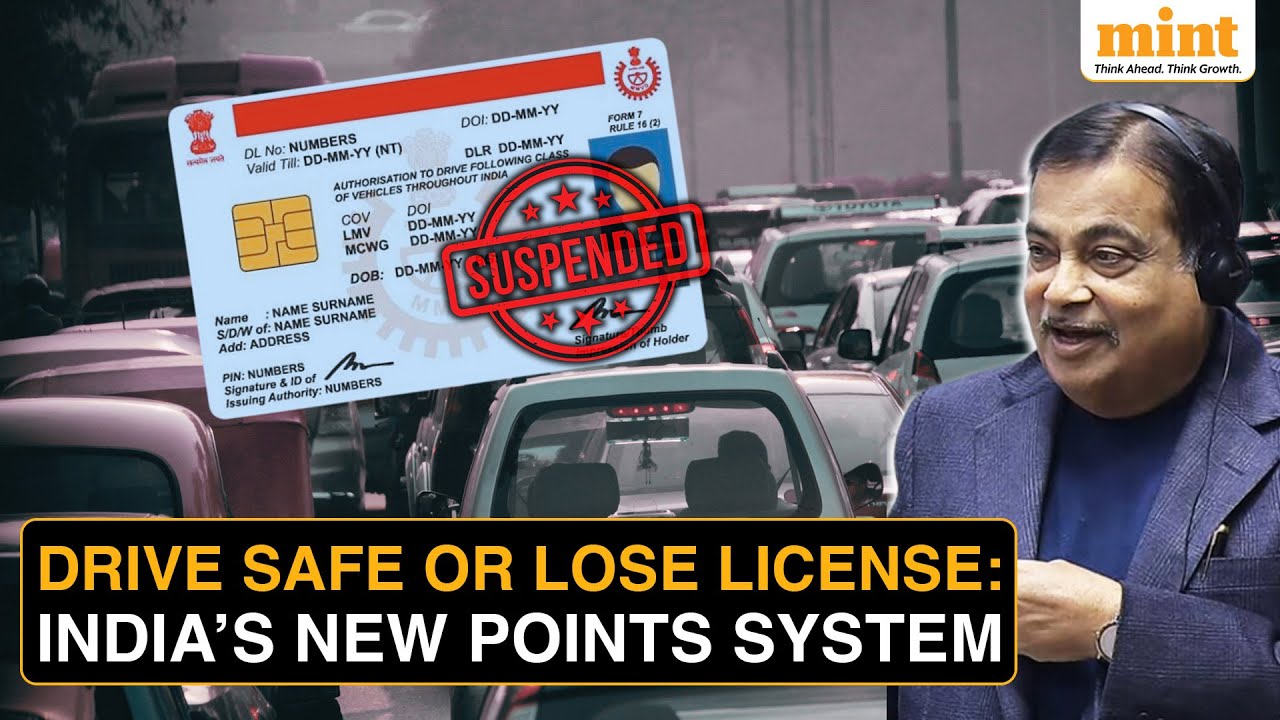 mint
Think Ahead. Think Growth.
DOI: DD-MM-YY
FORM 7
RULE 16 (2)
DL No: NUMBERS
Valid Till: DD-MM-YY (NT)
DLR DD-MM-YY
AUTHORISATION TO DRIVE FOLLOWING CLASS
OF VEHICLES THROUGHOUT INDIA
COV DOI
LMV DD-MM-YY
MCWG DD-MM-YY
DOB: DD-MM-YY
SUSPENDED
Name : NAME SURNAME
S/D/W of: NAME SURNAME
Add: ADDRESS
PIN: NUMBERS
Signature & ID of
Issuing Authority: NUMBERS
of Holder
TOYOTA
DRIVE SAFE OR LOSE LICENSE:
INDIA'S NEW POINTS SYSTEM